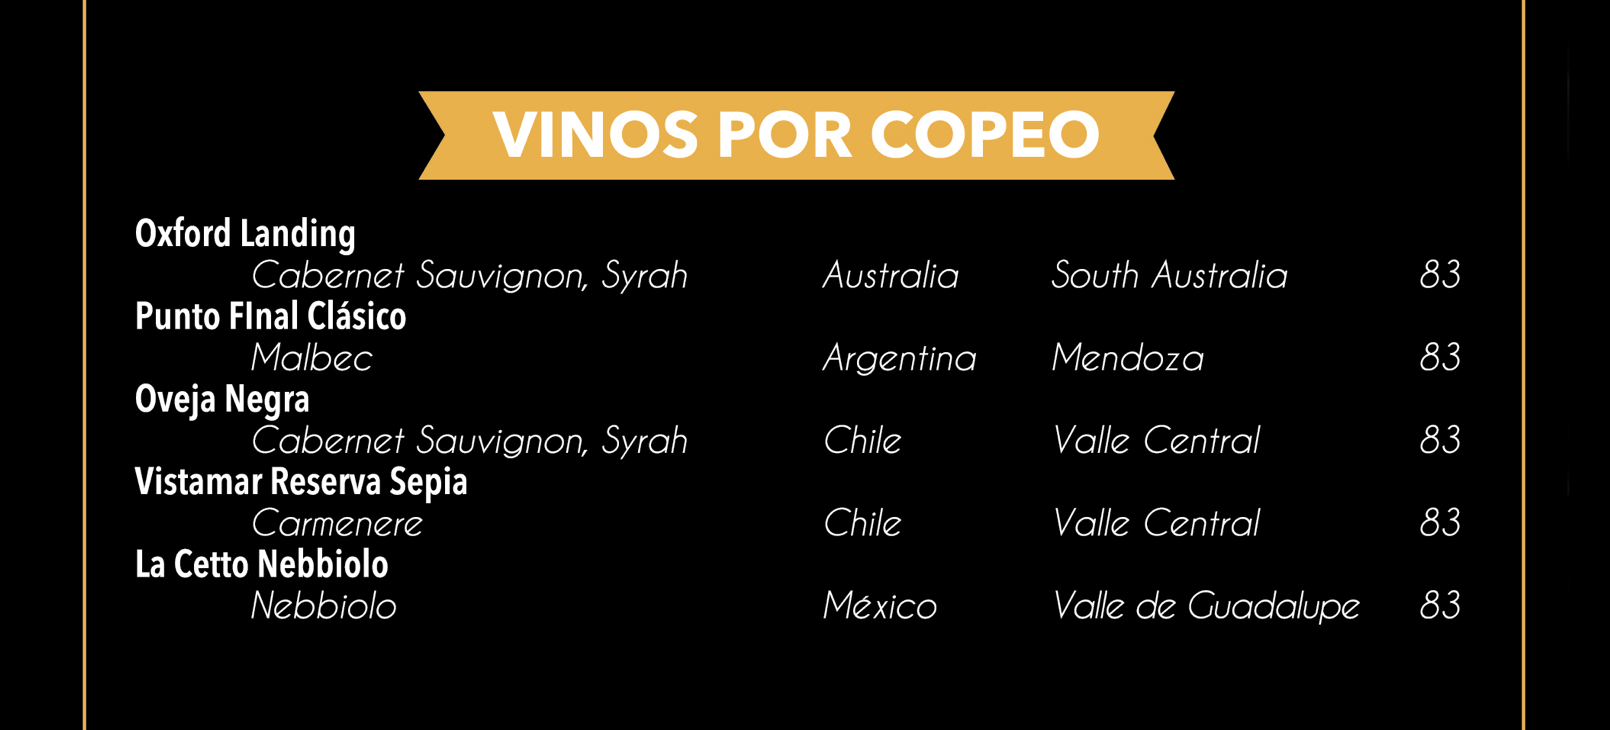 VINOS POR COPEO
Oxford Landing
Cabernet Sauvignon, Syrah Australia South Australia 83
Punto FInal Clásico
Malbec Argentina Mendoza 83
Oveja Negra
Cabernet Sauvignon, Syrah Chile Valle Central 83
Vistamar Reserva Sepia
Carmenere Chile Valle Central 83
La Cetto Nebbiolo
Nebbiolo México Valle de Guadalupe 83